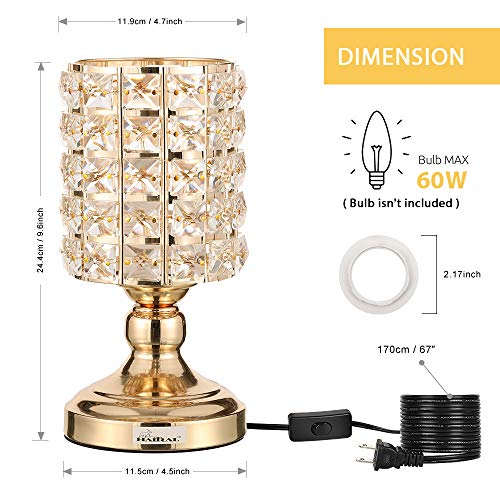 11.9cm / 4.7inch
DIMENSION
Bulb MAX
60W
( Bulb isn't included )
24.4cm / 9.6inch
2.17inch
170cm / 67"
HAITRAL
11.5cm / 4.5inch